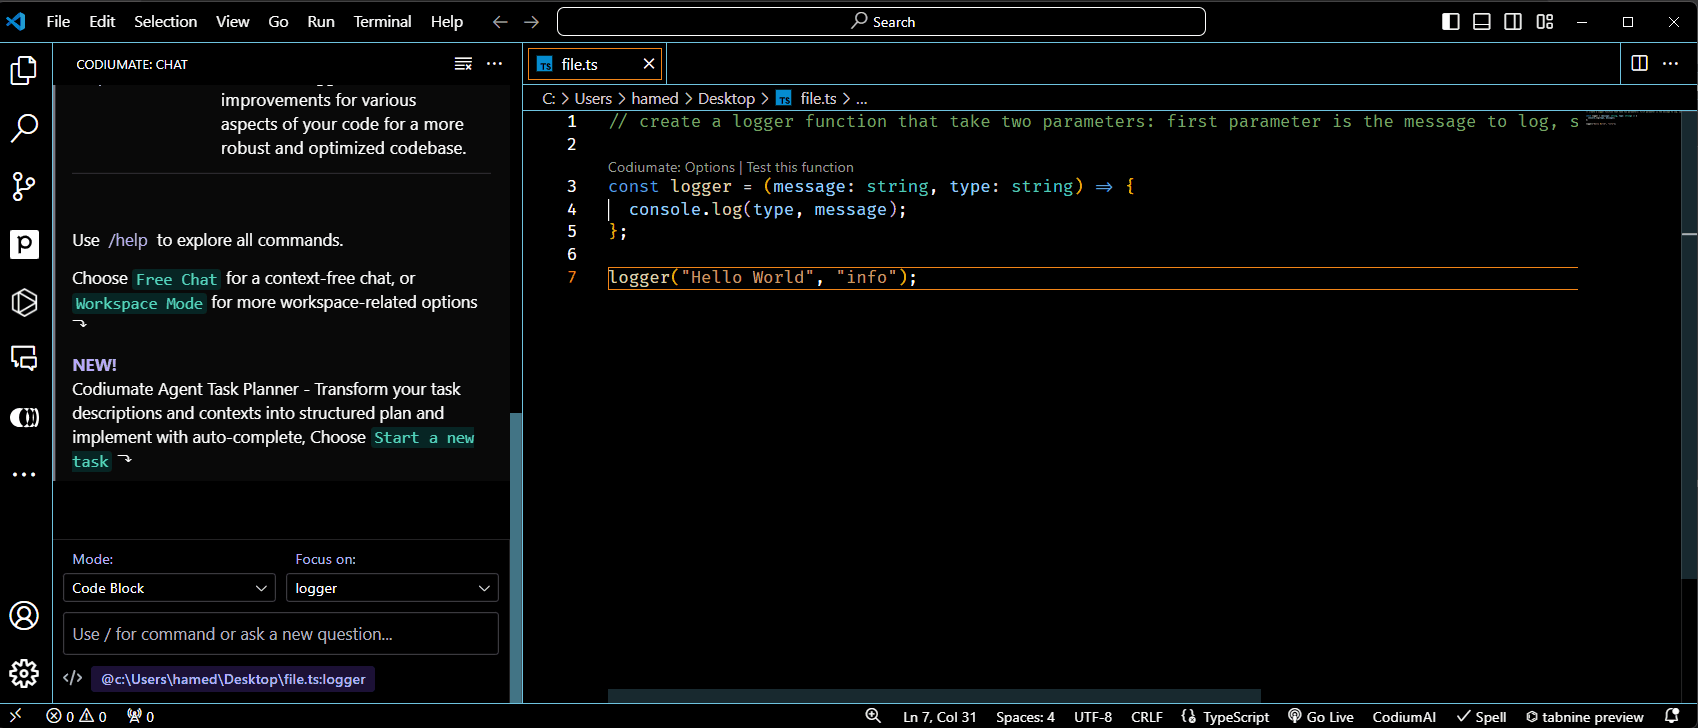 File Edit Selection View Go Run Terminal Help
Search
CODIUMATE: CHAT
improvements for various
aspects of your code for a more
robust and optimized codebase.
Use /help to explore all commands.
Choose Free Chat for a context-free chat, or
Workspace Mode for more workspace-related options
NEW!
Codiumate Agent Task Planner - Transform your task
descriptions and contexts into structured plan and
implement with auto-complete, Choose Start a new
task
Mode:
Focus on:
Code Block
logger
Use / for command or ask a new question...
@c:\Users\hamed\Desktop\file.ts:logger
TS file.ts
C: > Users > hamed > Desktop > TS file.ts > ...
1 // create a logger function that take two parameters: first parameter is the message to log, s
2
Codiumate: Options | Test this function
3 const logger = (message: string, type: string) => {
4 console.log(type, message);
5 };
6
7 logger("Hello World", "info");
0 0 0 Ln 7, Col 31 Spaces: 4 UTF-8 CRLF TypeScript Go Live CodiumAI Spell tabnine preview